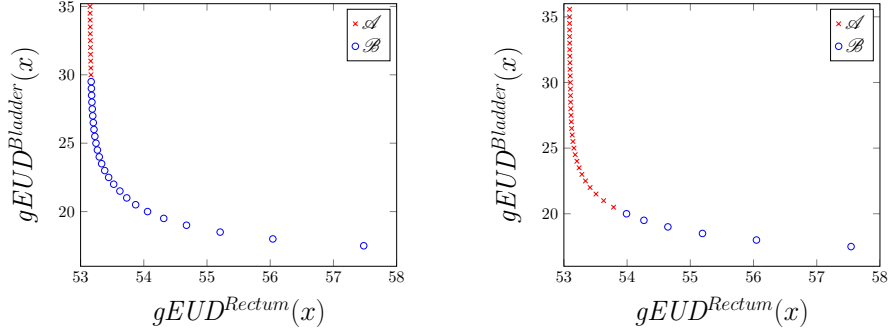 35
30
25
20
53 54 55 56 57 58
gEUD^{Bladder}(x)
gEUD^{Rectum}(x)
𝒜
ℬ
35
30
25
20
53 54 55 56 57 58
gEUD^{Bladder}(x)
gEUD^{Rectum}(x)
𝒜
ℬ